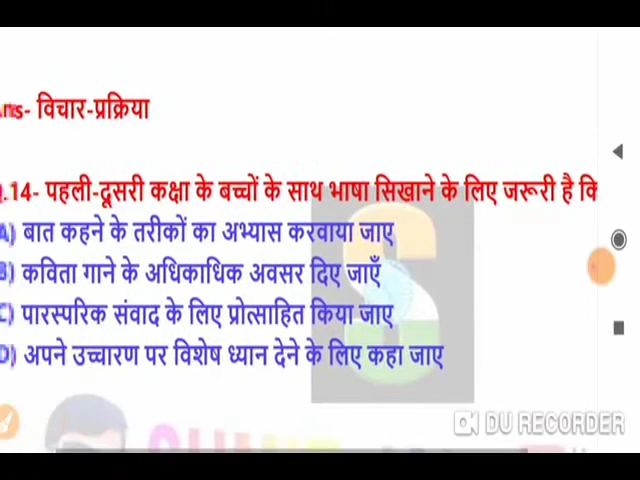 Ans- विचार-प्रक्रिया
Q.14- पहली-दूसरी कक्षा के बच्चों के साथ भाषा सिखाने के लिए जरूरी है कि
A) बात कहने के तरीकों का अभ्यास करवाया जाए
B) कविता गाने के अधिकाधिक अवसर दिए जाएँ
C) पारस्परिक संवाद के लिए प्रोत्साहित किया जाए
D) अपने उच्चारण पर विशेष ध्यान देने के लिए कहा जाए
DU RECORDER